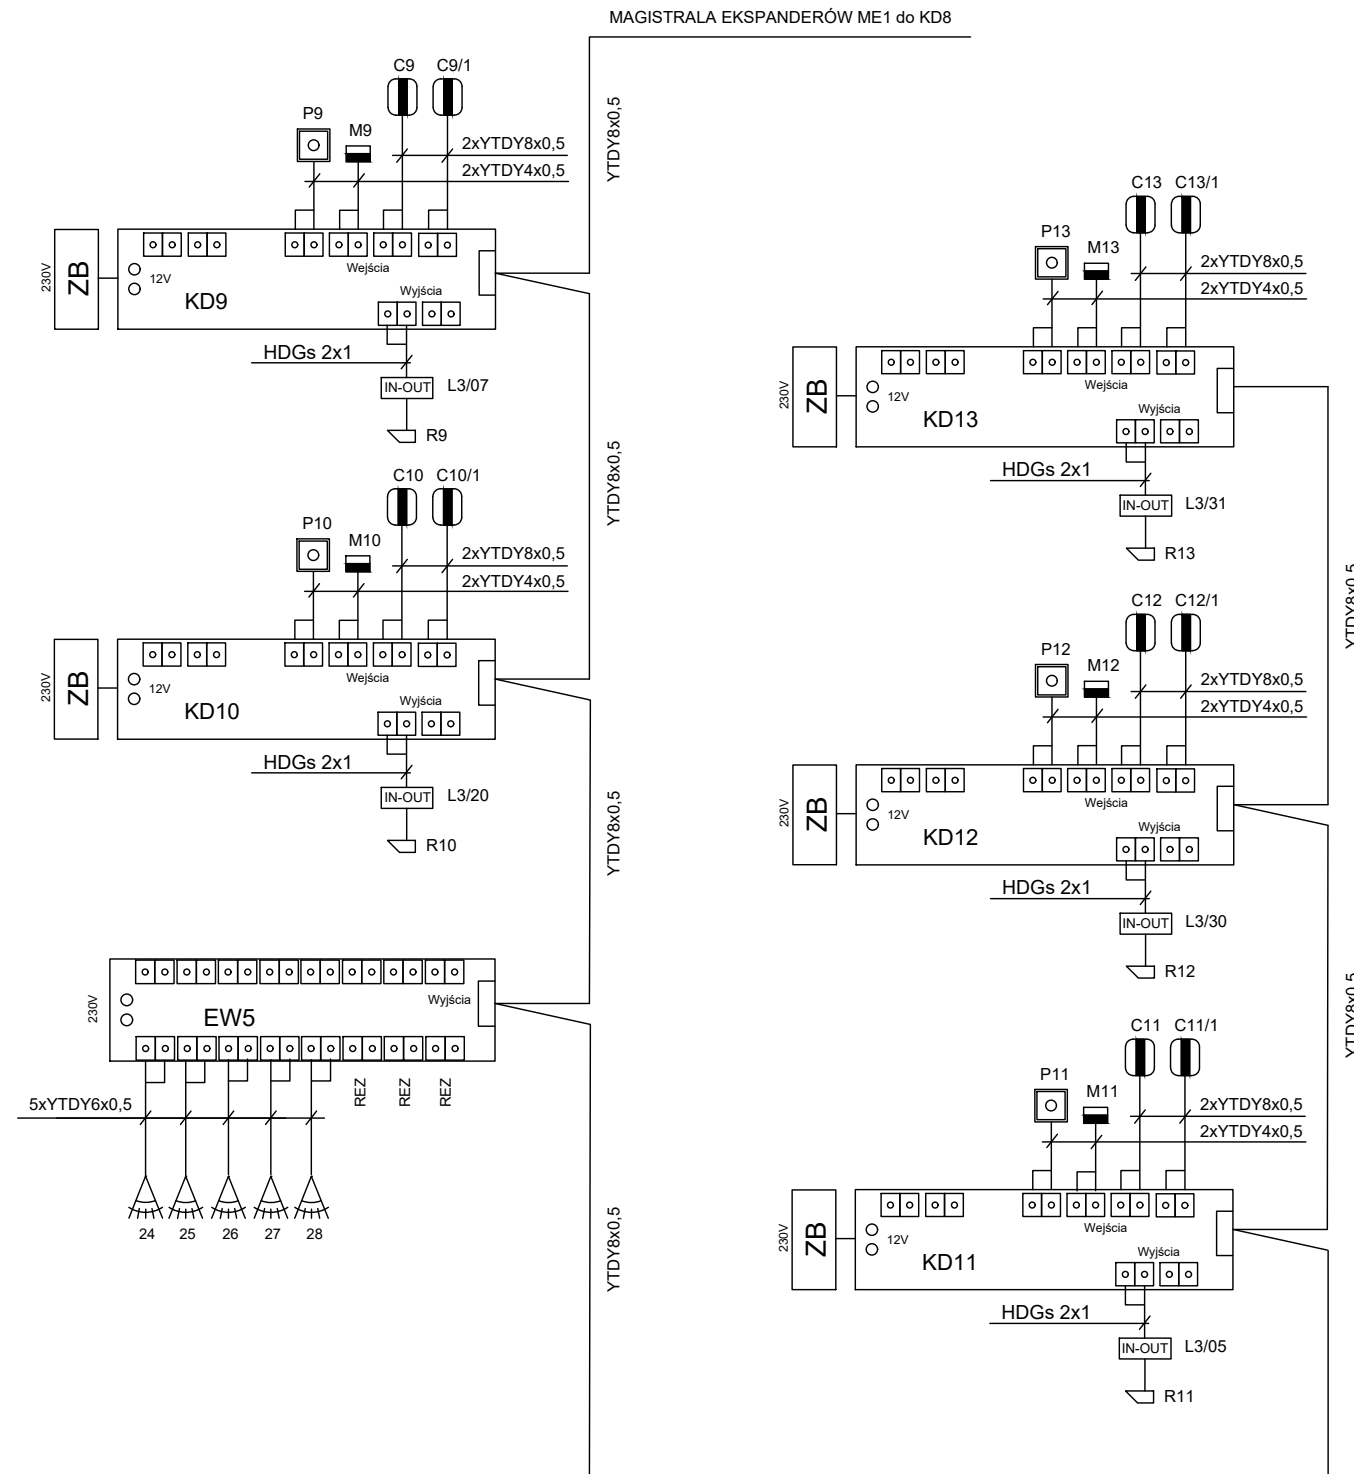 MAGISTRALA EKSPANDERÓW ME1 do KD8
C9 C9/1
P9 M9
2xYTDY8x0,5
2xYTDY4x0,5
YTDY8x0,5
230V
ZB
12V
Wejścia
KD9
Wyjścia
HDGs 2x1
IN-OUT L3/07
R9
YTDY8x0,5
C10 C10/1
P10 M10
2xYTDY8x0,5
2xYTDY4x0,5
230V
ZB
12V
Wejścia
KD10
Wyjścia
HDGs 2x1
IN-OUT L3/20
R10
YTDY8x0,5
230V
EW5
Wyjścia
REZ REZ REZ
5xYTDY6x0,5
24 25 26 27 28
YTDY8x0,5
C13 C13/1
P13 M13
2xYTDY8x0,5
2xYTDY4x0,5
230V
ZB
12V
Wejścia
KD13
Wyjścia
HDGs 2x1
IN-OUT L3/31
R13
YTDY8x0,5
C12 C12/1
P12 M12
2xYTDY8x0,5
2xYTDY4x0,5
230V
ZB
12V
Wejścia
KD12
Wyjścia
HDGs 2x1
IN-OUT L3/30
R12
YTDY8x0,5
C11 C11/1
P11 M11
2xYTDY8x0,5
2xYTDY4x0,5
230V
ZB
12V
Wejścia
KD11
Wyjścia
HDGs 2x1
IN-OUT L3/05
R11